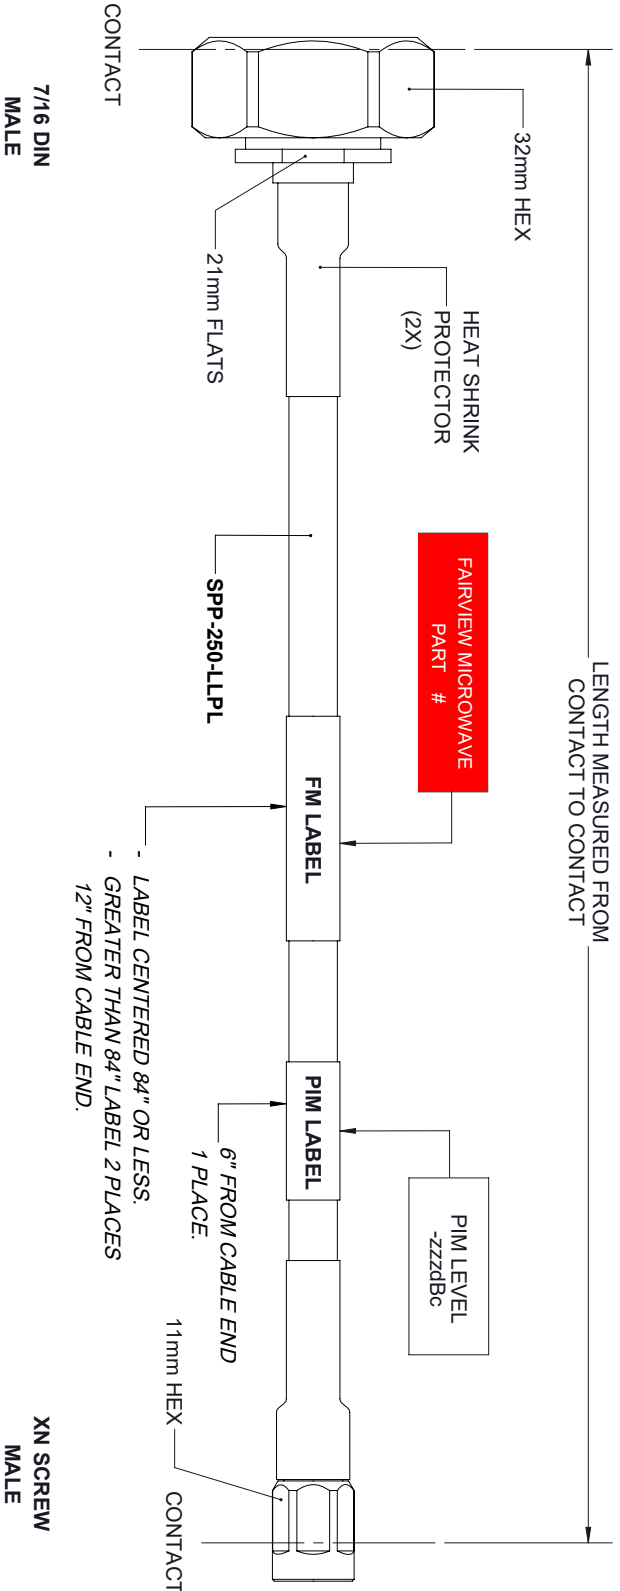 LENGTH MEASURED FROM
CONTACT TO CONTACT
32mm HEX
HEAT SHRINK
PROTECTOR
(2X)
FAIRVIEW MICROWAVE
PART #
PIM LEVEL
-zzzdBc
FM LABEL
PIM LABEL
21mm FLATS
SPP-250-LLPL
6" FROM CABLE END
1 PLACE.
11mm HEX
- LABEL CENTERED 84" OR LESS.
- GREATER THAN 84" LABEL 2 PLACES
12" FROM CABLE END.
CONTACT
CONTACT
7/16 DIN
MALE
XN SCREW
MALE